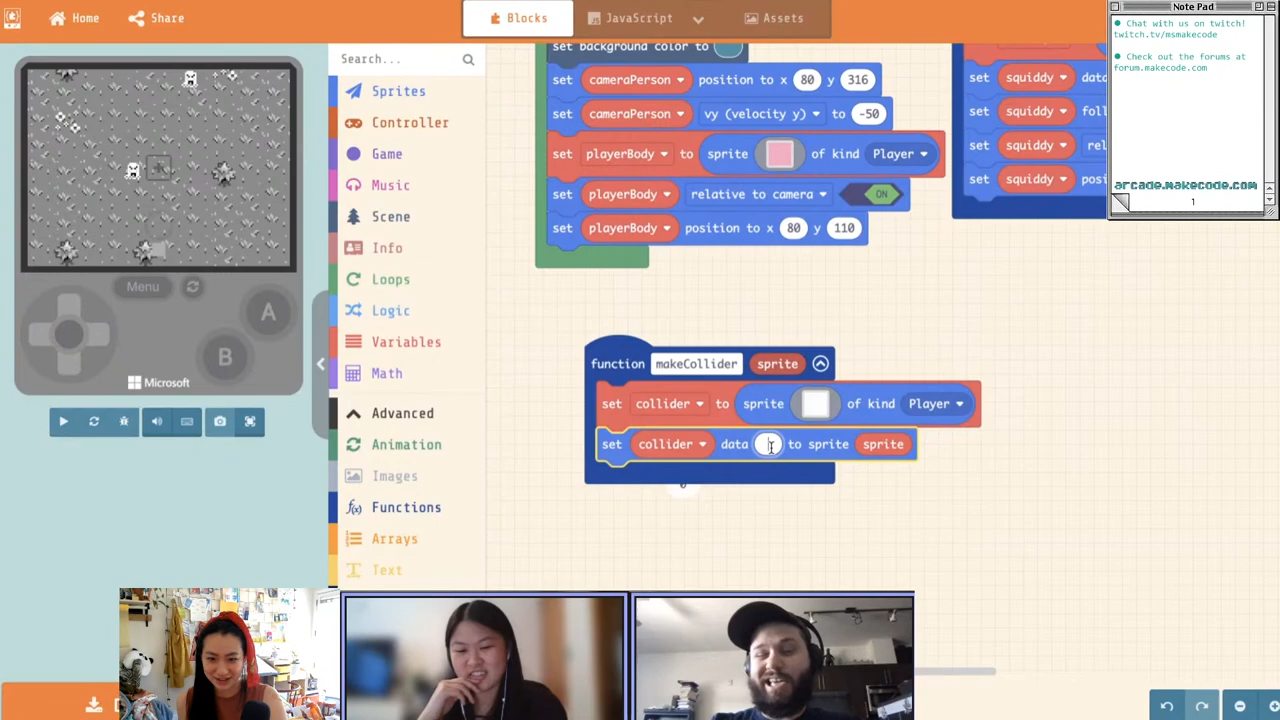 Home
Share
Blocks
JavaScript
Assets
Note Pad
Chat with us on twitch!
twitch.tv/msmakecode
Check out the forums at
forum.makecode.com
arcade.makecode.com
1
Menu
A
B
Microsoft
Search...
Sprites
Controller
Game
Music
Scene
Info
Loops
Logic
Variables
Math
Advanced
Animation
Images
Functions
Arrays
Text
set background color to
set cameraPerson position to x 80 y 316
set cameraPerson vy (velocity y) to -50
set playerBody to sprite of kind Player
set playerBody relative to camera ON
set playerBody position to x 80 y 110
set squiddy data
set squiddy foll
set squiddy rel
set squiddy pos
function makeCollider sprite
set collider to sprite of kind Player
set collider data to sprite sprite